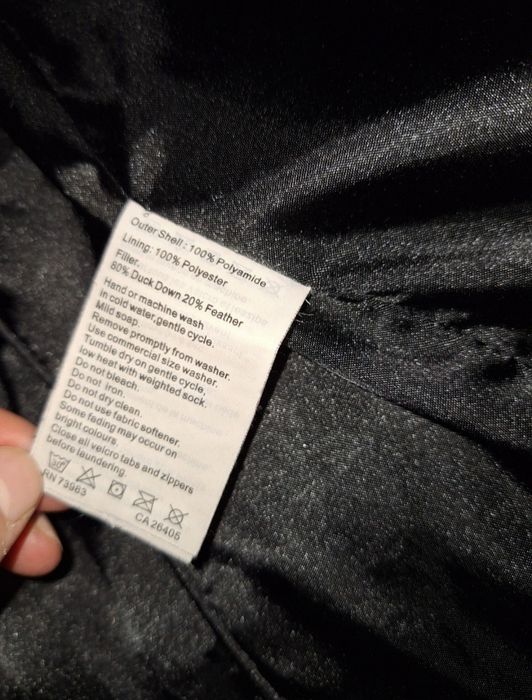 Outer Shell: 100% Polyamide
Lining: 100% Polyester
Filler.
80% Duck Down 20% Feather
Hand or machine wash
in cold water,gentle cycle,
Mild soap.
Remove promptly from washer.
Use commercial size washer.
Tumble dry on gentle cycle,
low heat with weighted sock.
Do not bleach.
Do not iron.
Do not dry clean.
Do not use fabric softener.
Some fading may occur on
bright colours.
Close all velcro tabs and zippers
before laundering.
30°
RN 73983
CA 26405